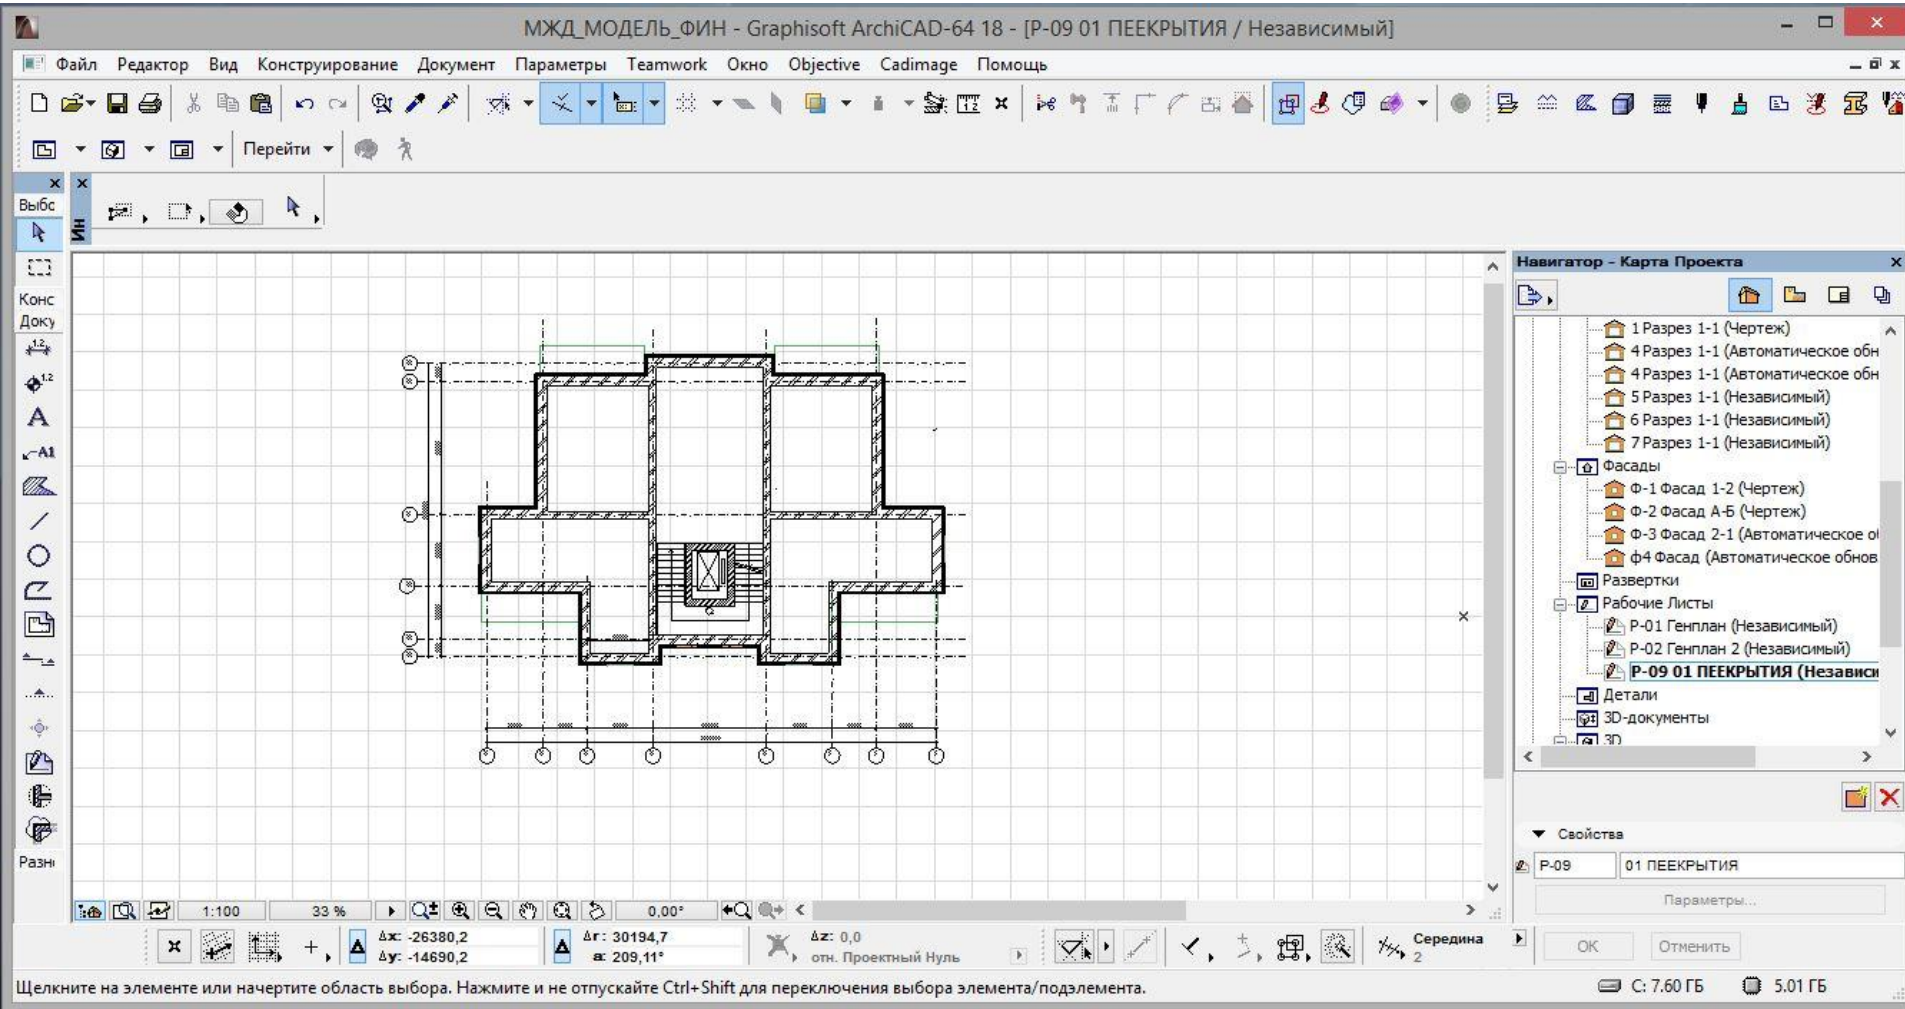 МЖД_МОДЕЛЬ_ФИН - Graphisoft ArchiCAD-64 18 - [Р-09 01 ПЕЕКРЫТИЯ / Независимый]
Файл Редактор Вид Конструирование Документ Параметры Teamwork Окно Objective Cadimage Помощь
Перейти
Выбс
Ин
Конс
Доку
1.2
1.2
A
A1
Разн
Навигатор - Карта Проекта
1 Разрез 1-1 (Чертеж)
4 Разрез 1-1 (Автоматическое обн
4 Разрез 1-1 (Автоматическое обн
5 Разрез 1-1 (Независимый)
6 Разрез 1-1 (Независимый)
7 Разрез 1-1 (Независимый)
Фасады
Ф-1 Фасад 1-2 (Чертеж)
Ф-2 Фасад А-Б (Чертеж)
Ф-3 Фасад 2-1 (Автоматическое о
ф4 Фасад (Автоматическое обнов
Развертки
Рабочие Листы
Р-01 Генплан (Независимый)
Р-02 Генплан 2 (Независимый)
Р-09 01 ПЕЕКРЫТИЯ (Независи
Детали
3D-документы
3D
Свойства
Р-09 01 ПЕЕКРЫТИЯ
Параметры...
ОК Отменить
1:100 33 % 0,00°
Δx: -26380,2 Δr: 30194,7 Δz: 0,0 Середина
Δy: -14690,2 a: 209,11° отн. Проектный Нуль 2
Щелкните на элементе или начертите область выбора. Нажмите и не отпускайте Ctrl+Shift для переключения выбора элемента/подэлемента. C: 7.60 ГБ 5.01 ГБ